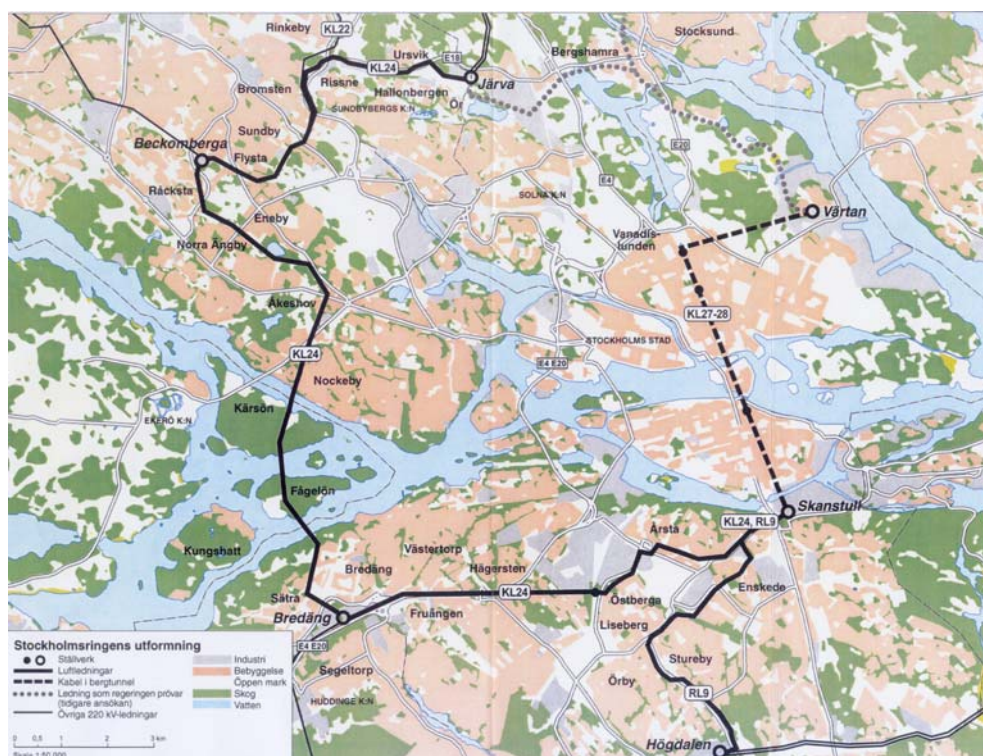 Rinkeby
KL22
Stocksund
Ursvik
E18
Bergshamra
KL24
Rissne
Järva
Bromsten
Hallonbergen
Ör
SUNDBYBERGS K:N
Sundby
Beckomberga
E20
Flysta
E4
Råcksta
SOLNA K:N
Eneby
Värtan
Vanadis-
lunden
Norra Ängby
Åkeshov
KL27-28
STOCKHOLMS STAD
KL24
E4 E20
Nockeby
Kärsön
EKERÖ K:N
Fågelön
Skanstull
KL24, RL9
Årsta
Kungshatt
Västertorp
Bredäng
Hägersten
Enskede
Sätra
KL24
Östberga
Bredäng
Fruängen
Liseberg
Stureby
E4 E20
Segeltorp
Örby
HUDDINGE K:N
RL9
Högdalen
Stockholmsringens utformning
Ställverk
Luftledningar
Kabel i bergtunnel
Ledning som regeringen prövar
(tidigare ansökan)
Övriga 220 kV-ledningar
Industri
Bebyggelse
Öppen mark
Skog
Vatten
0 0,5 1 2 3 km
Skala 1:50 000